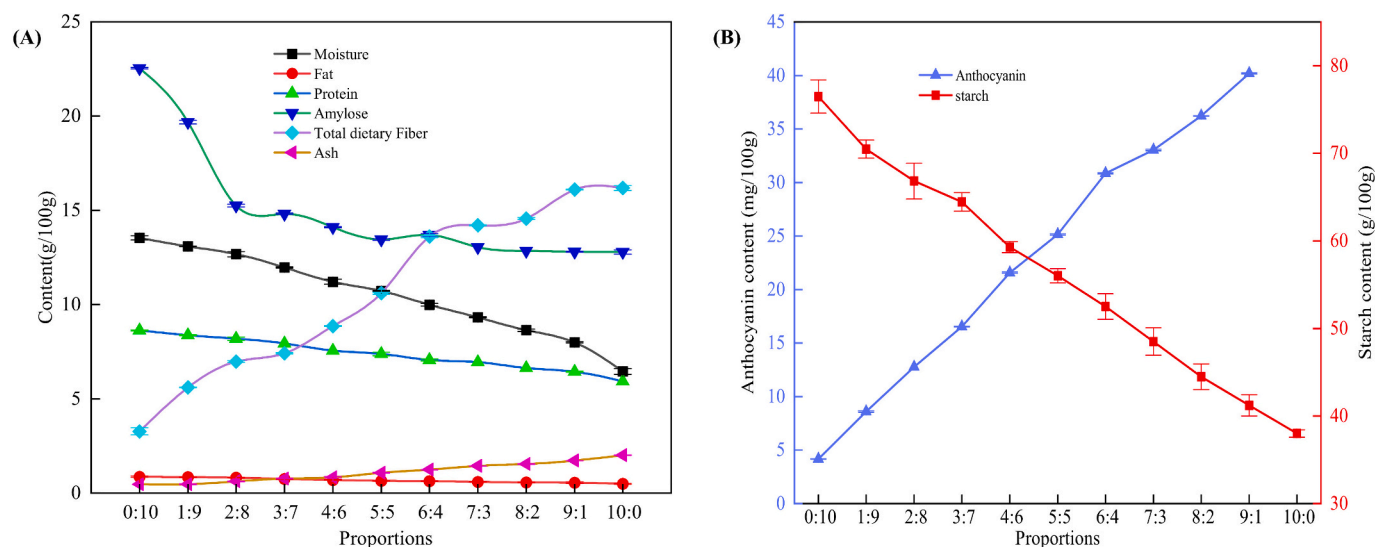 (A)
Content(g/100g)
25
20
15
10
5
0
Moisture
Fat
Protein
Amylose
Total dietary Fiber
Ash
0:10 1:9 2:8 3:7 4:6 5:5 6:4 7:3 8:2 9:1 10:0
Proportions
(B)
Anthocyanin content (mg/100g)
45
40
35
30
25
20
15
10
5
0
Anthocyanin
starch
80
70
60
50
40
30
Starch content (g/100g)
0:10 1:9 2:8 3:7 4:6 5:5 6:4 7:3 8:2 9:1 10:0
Proportions